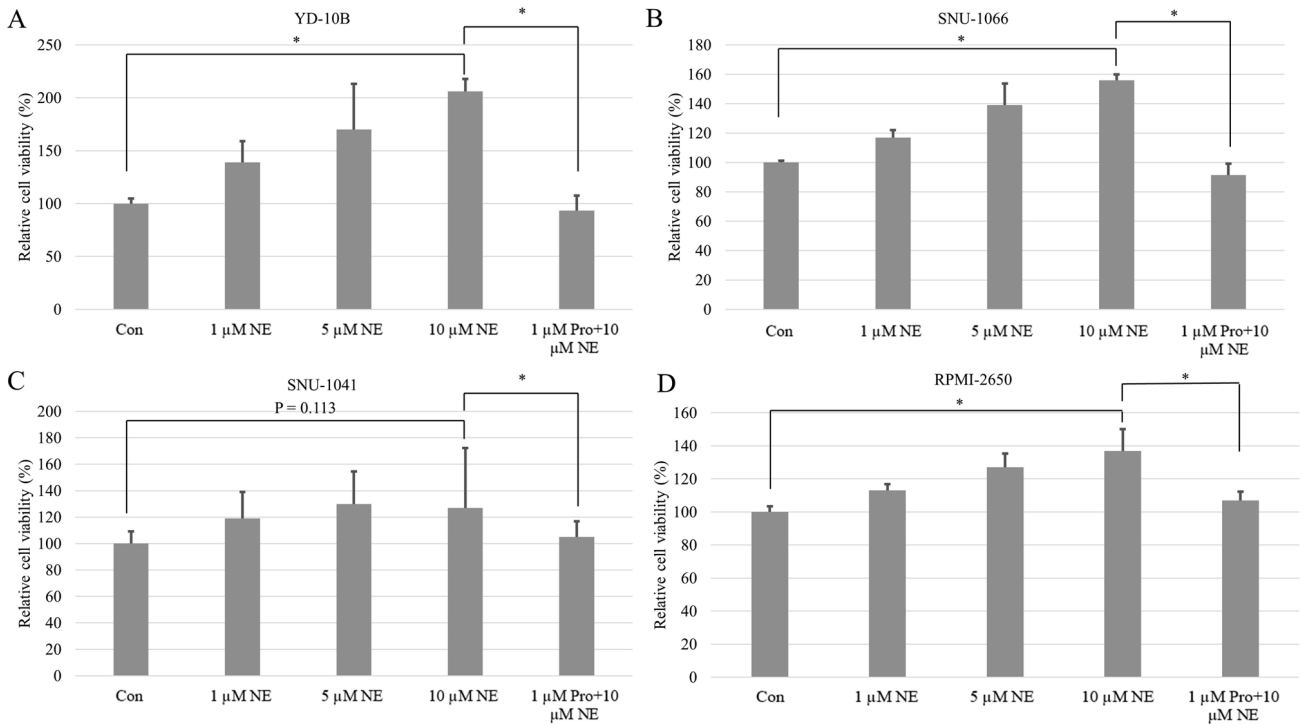 A
YD-10B
*
*
Relative cell viability (%)
250
200
150
100
50
0
Con
1 µM NE
5 µM NE
10 µM NE
1 µM Pro+10
µM NE
B
SNU-1066
*
*
Relative cell viability (%)
180
160
140
120
100
80
60
40
20
0
Con
1 µM NE
5 µM NE
10 µM NE
1 µM Pro+10
µM NE
C
SNU-1041
P = 0.113
*
Relative cell viability (%)
200
180
160
140
120
100
80
60
40
20
0
Con
1 µM NE
5 µM NE
10 µM NE
1 µM Pro+10
µM NE
D
RPMI-2650
*
*
Relative cell viability (%)
160
140
120
100
80
60
40
20
0
Con
1 µM NE
5 µM NE
10 µM NE
1 µM Pro+10
µM NE